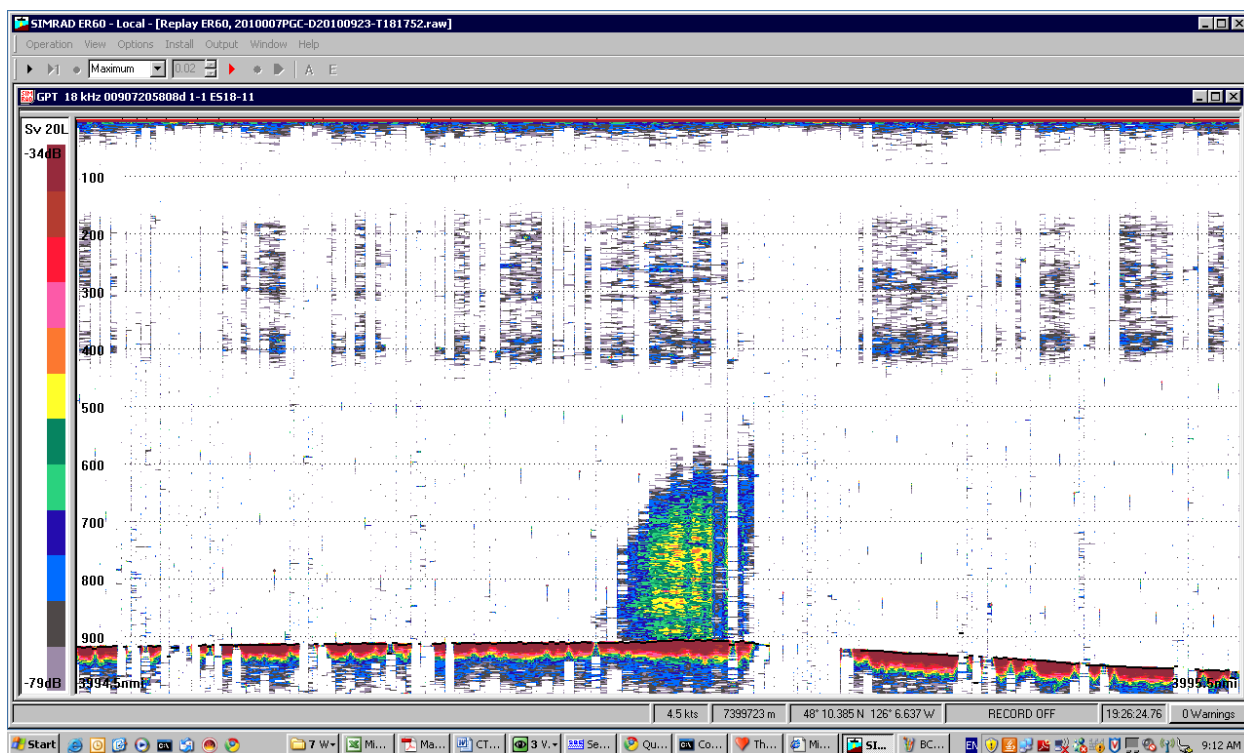 SIMRAD ER60 - Local - [Replay ER60, 2010007PGC-D20100923-T181752.raw]
Operation View Options Install Output Window Help
Maximum 0.02 A E
GPT 18 kHz 00907205808d 1-1 ES18-11
Sv 20L
-34dB
100
200
300
400
500
600
700
800
900
-79dB 3994.5nmi 3995.5nmi
4.5 kts 7399723 m 48° 10.385 N 126° 6.637 W RECORD OFF 19:26:24.76 0 Warnings
Start 7 W Mi... Ma... CT... 3 V. Se... Qu... Co... Th... Mi... SI... BC... EN 9:12 AM